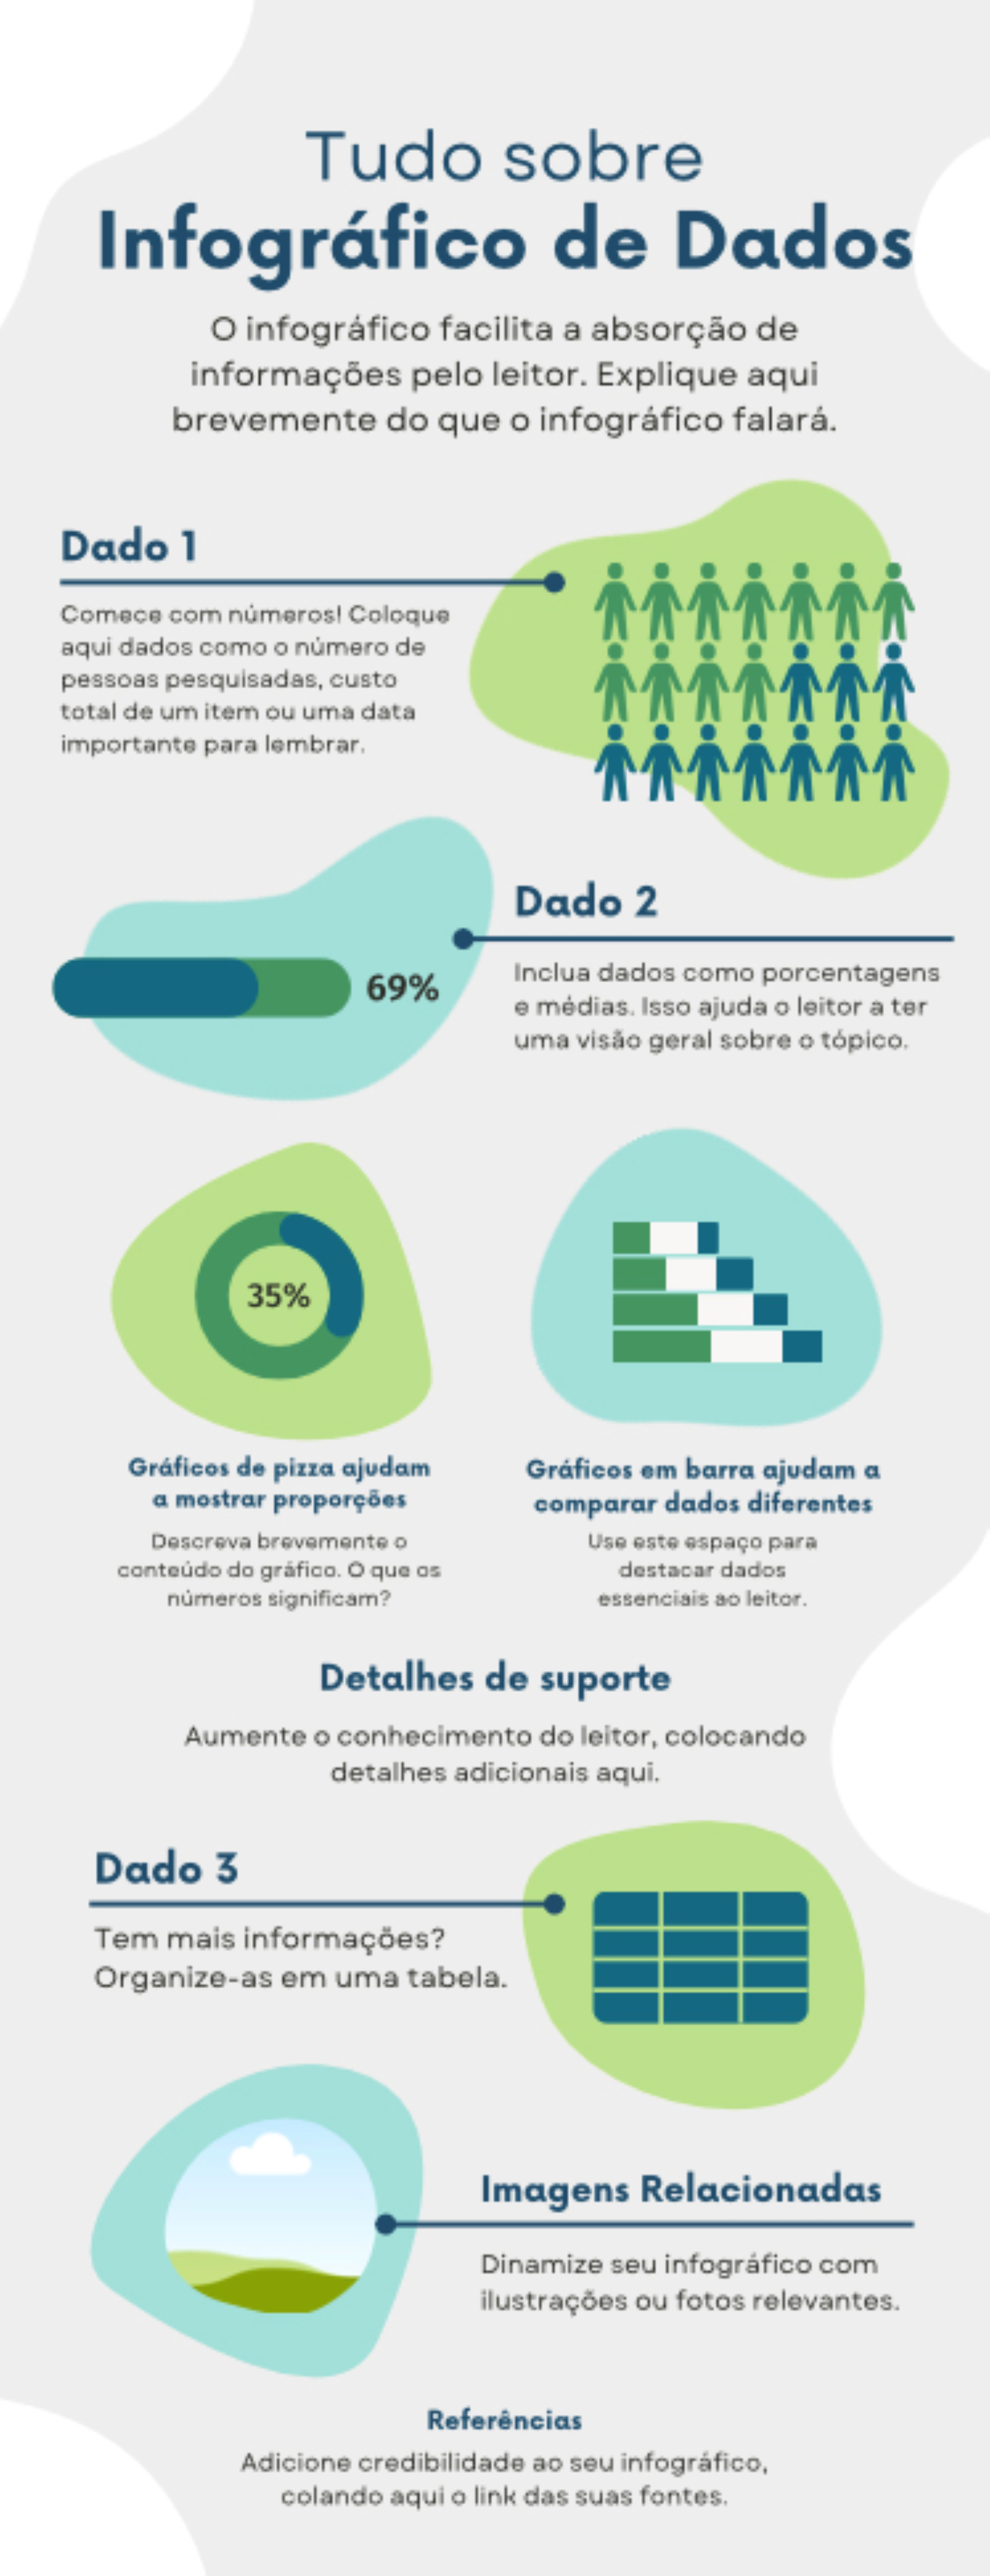 Tudo sobre
Infográfico de Dados
O infográfico facilita a absorção de
informações pelo leitor. Explique aqui
brevemente do que o infográfico falará.
Dado 1
Comece com números! Coloque
aqui dados como o número de
pessoas pesquisadas, custo
total de um item ou uma data
importante para lembrar.
69%
Dado 2
Inclua dados como porcentagens
e médias. Isso ajuda o leitor a ter
uma visão geral sobre o tópico.
35%
Gráficos de pizza ajudam
a mostrar proporções
Descreva brevemente o
conteúdo do gráfico. O que os
números significam?
Gráficos em barra ajudam a
comparar dados diferentes
Use este espaço para
destacar dados
essenciais ao leitor.
Detalhes de suporte
Aumente o conhecimento do leitor, colocando
detalhes adicionais aqui.
Dado 3
Tem mais informações?
Organize-as em uma tabela.
Imagens Relacionadas
Dinamize seu infográfico com
ilustrações ou fotos relevantes.
Referências
Adicione credibilidade ao seu infográfico,
colando aqui o link das suas fontes.